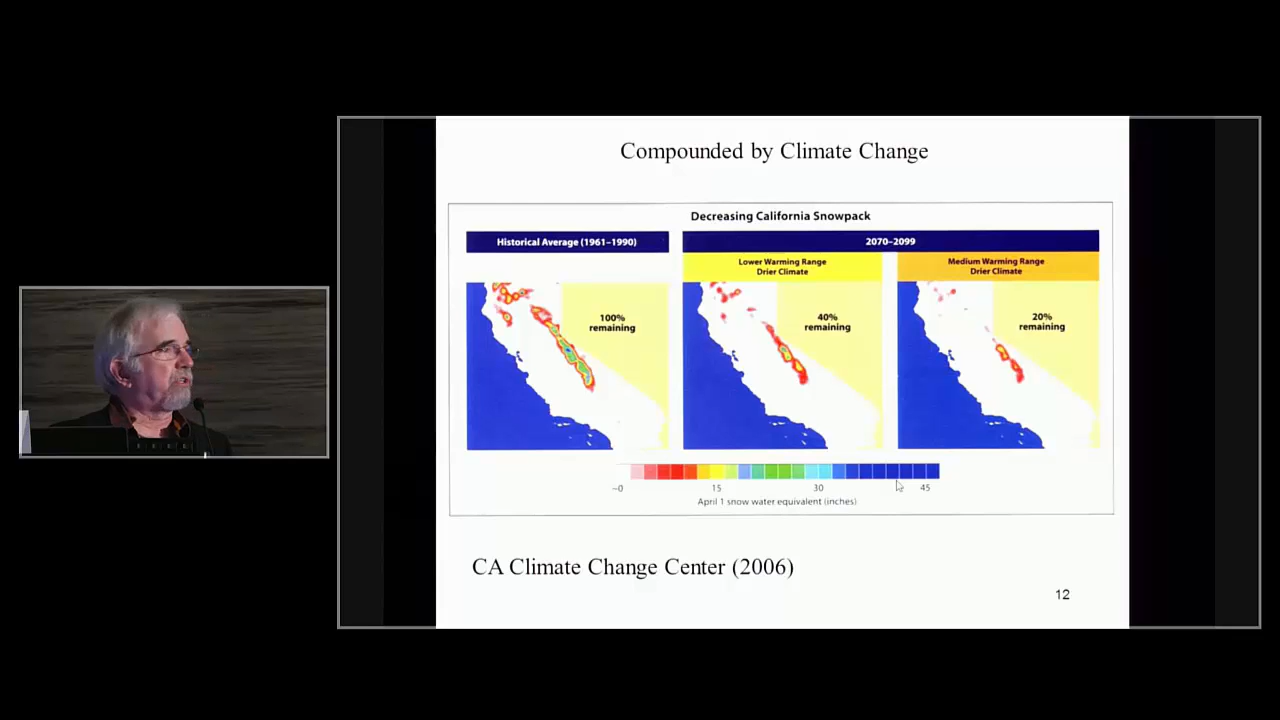 Compounded by Climate Change
Decreasing California Snowpack
Historical Average (1961–1990)
2070–2099
Lower Warming Range
Drier Climate
Medium Warming Range
Drier Climate
100%
remaining
40%
remaining
20%
remaining
~0
15
30
45
April 1 snow water equivalent (inches)
CA Climate Change Center (2006)
12